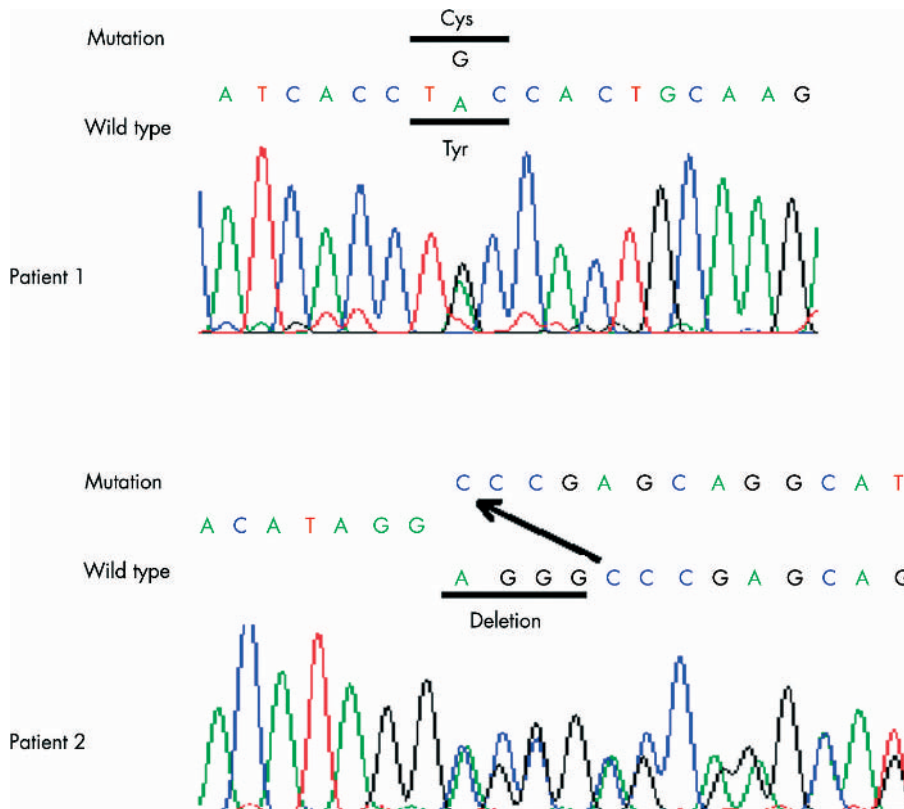 Cys
Mutation
G
A T C A C C T A C C A C T G C A A G
Wild type
Tyr
Patient 1
Mutation
C C C G A G C A G G C A T
A C A T A G G
Wild type
A G G G C C C G A G C A G
Deletion
Patient 2